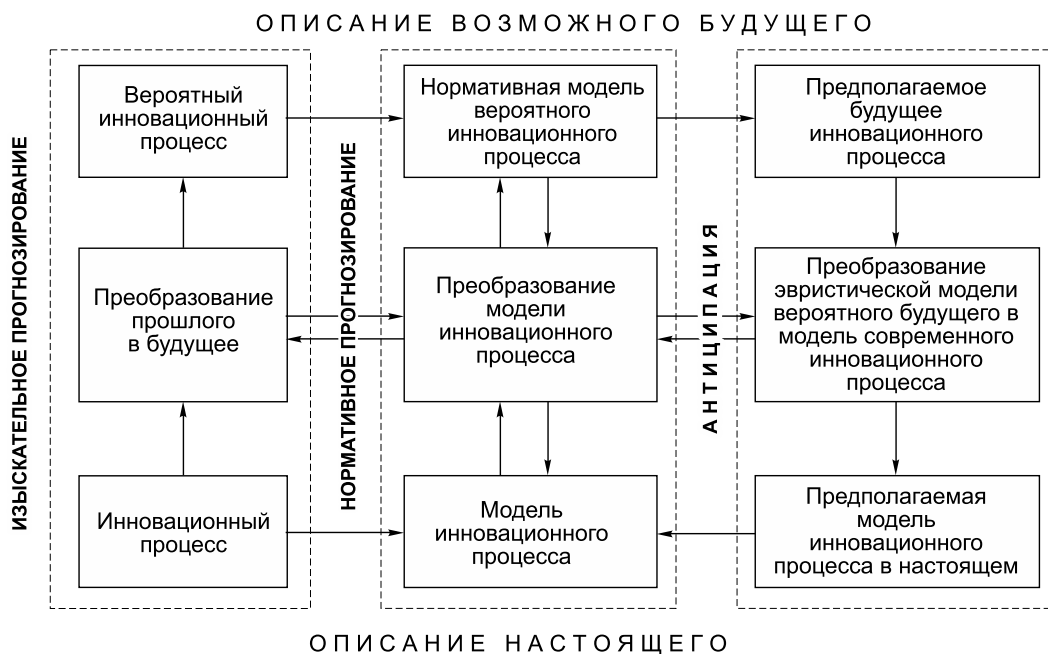 ОПИСАНИЕ ВОЗМОЖНОГО БУДУЩЕГО
ИЗЫСКАТЕЛЬНОЕ ПРОГНОЗИРОВАНИЕ
Вероятный
инновационный
процесс
Преобразование
прошлого
в будущее
Инновационный
процесс
НОРМАТИВНОЕ ПРОГНОЗИРОВАНИЕ
Нормативная модель
вероятного
инновационного
процесса
Преобразование
модели
инновационного
процесса
Модель
инновационного
процесса
АНТИЦИПАЦИЯ
Предполагаемое
будущее
инновационного
процесса
Преобразование
эвристической модели
вероятного будущего в
модель современного
инновационного
процесса
Предполагаемая
модель
инновационного
процесса в настоящем
ОПИСАНИЕ НАСТОЯЩЕГО